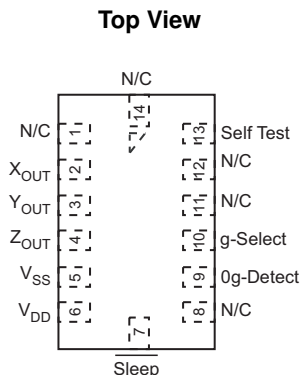 Top View
N/C
14
N/C 1 13 Self Test
XOUT 2 12 N/C
YOUT 3 11 N/C
ZOUT 4 10 g-Select
VSS 5 9 0g-Detect
VDD 6 8 N/C
7
Sleep